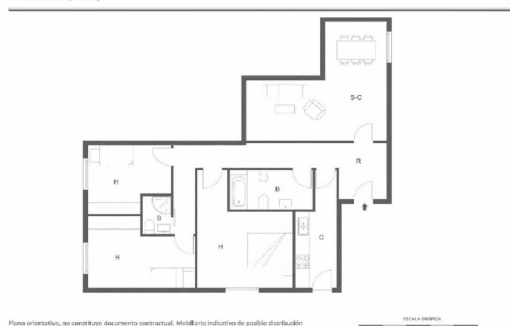 S-C
R
H
B
B
H
H
C
Plano orientativo, no constituye documento contractual. Mobiliario indicativo de posible distribución
ESCALA GRÁFICA